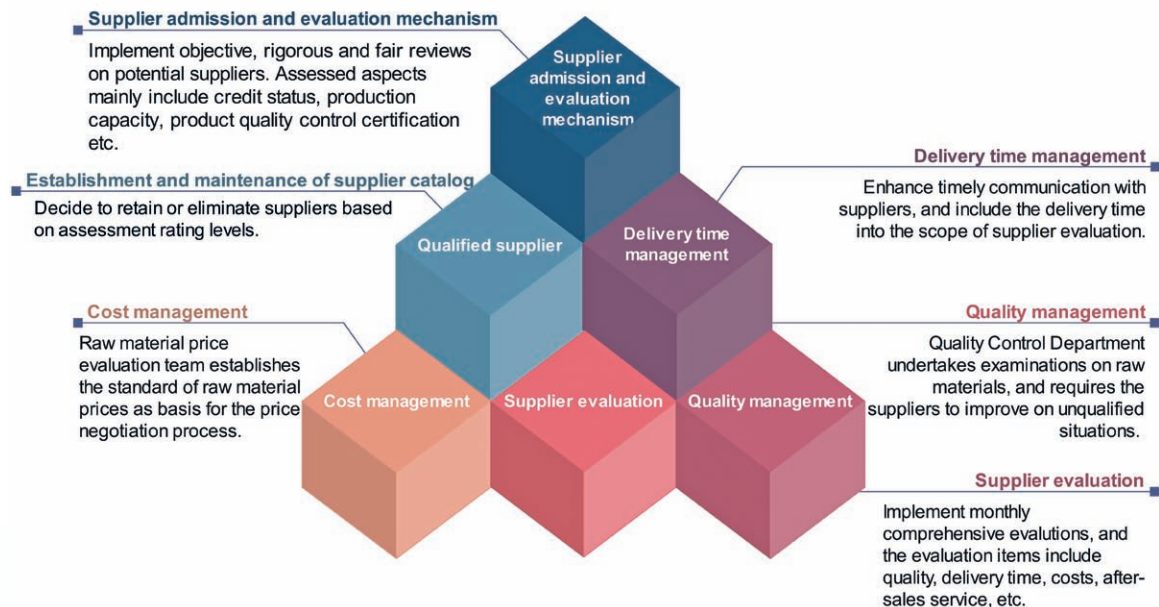 Supplier admission and evaluation mechanism
Implement objective, rigorous and fair reviews
on potential suppliers. Assessed aspects
mainly include credit status, production
capacity, product quality control certification
etc.
Establishment and maintenance of supplier catalog
Decide to retain or eliminate suppliers based
on assessment rating levels.
Cost management
Raw material price
evaluation team establishes
the standard of raw material
prices as basis for the price
negotiation process.
Supplier
admission and
evaluation
mechanism
Qualified supplier
Delivery time
management
Cost management
Supplier evaluation
Quality management
Delivery time management
Enhance timely communication with
suppliers, and include the delivery time
into the scope of supplier evaluation.
Quality management
Quality Control Department
undertakes examinations on raw
materials, and requires the
suppliers to improve on unqualified
situations.
Supplier evaluation
Implement monthly
comprehensive evalutions, and
the evaluation items include
quality, delivery time, costs, after-
sales service, etc.